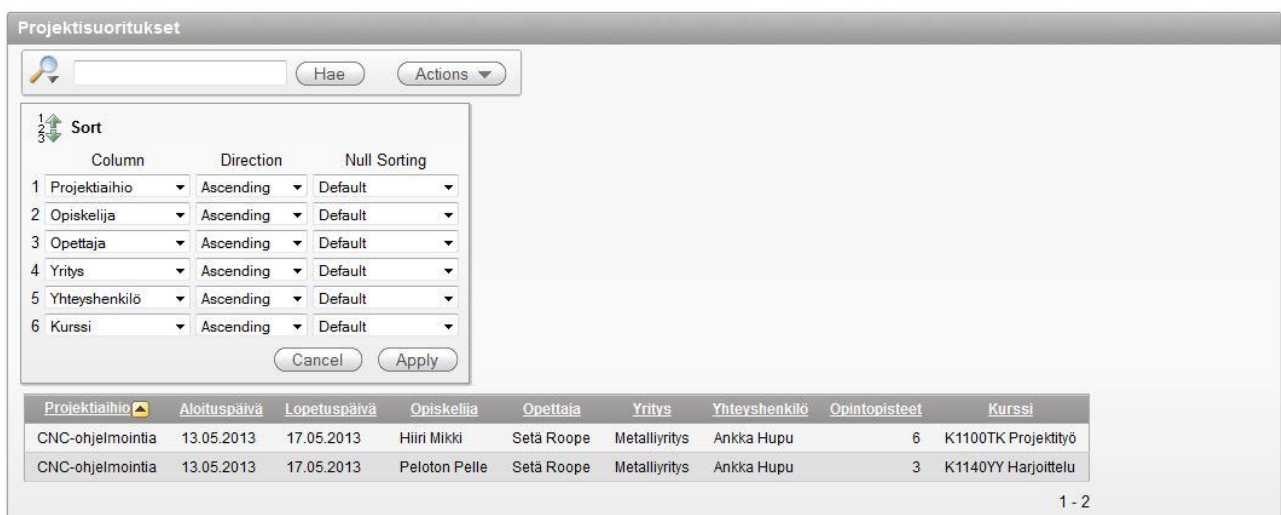 Projektisuoritukset
Hae Actions
1 2 3 Sort
Column Direction Null Sorting
1 Projektiaihio Ascending Default
2 Opiskelija Ascending Default
3 Opettaja Ascending Default
4 Yritys Ascending Default
5 Yhteyshenkilö Ascending Default
6 Kurssi Ascending Default
Cancel Apply
Projektiaihio Aloituspäivä Lopetuspäivä Opiskelija Opettaja Yritys Yhteyshenkilö Opintopisteet Kurssi
CNC-ohjelmointia 13.05.2013 17.05.2013 Hiiri Mikki Setä Roope Metalliyritys Ankka Hupu 6 K1100TK Projektityö
CNC-ohjelmointia 13.05.2013 17.05.2013 Peloton Pelle Setä Roope Metalliyritys Ankka Hupu 3 K1140YY Harjoittelu
1 - 2